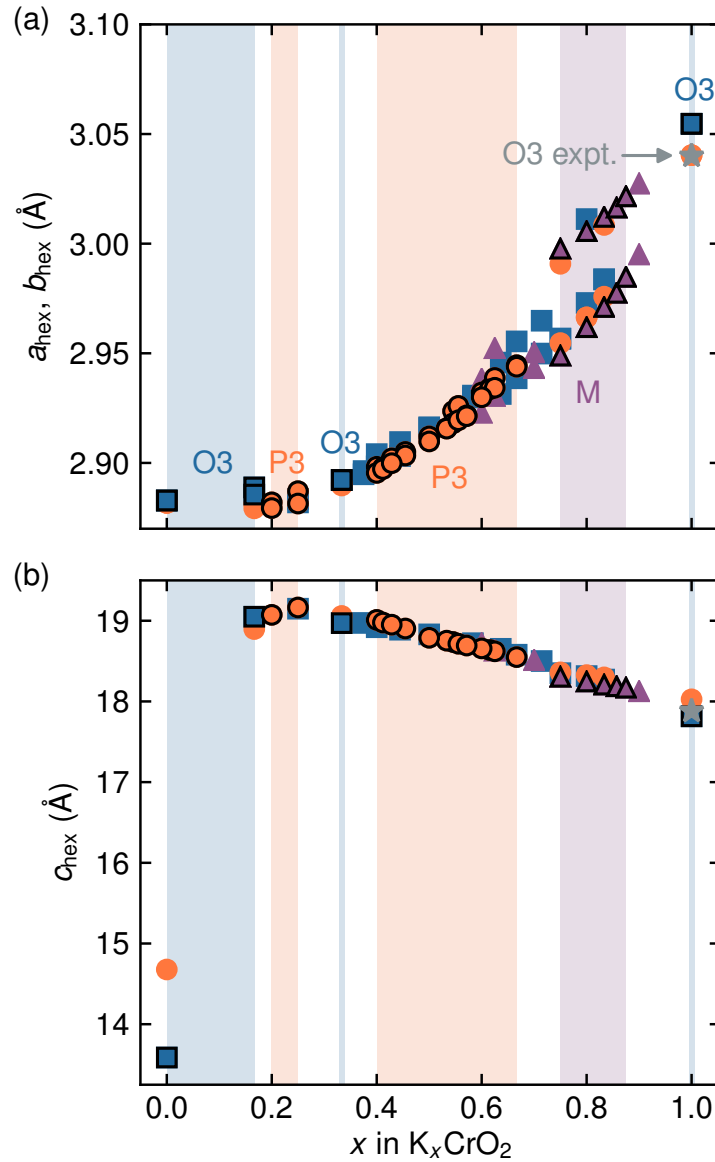 (a)
3.10
3.05
3.00
2.95
2.90
a_hex, b_hex (Å)
O3
O3 expt.
M
O3
O3
P3
P3
(b)
19
18
17
16
15
14
c_hex (Å)
0.0 0.2 0.4 0.6 0.8 1.0
x in KₓCrO₂